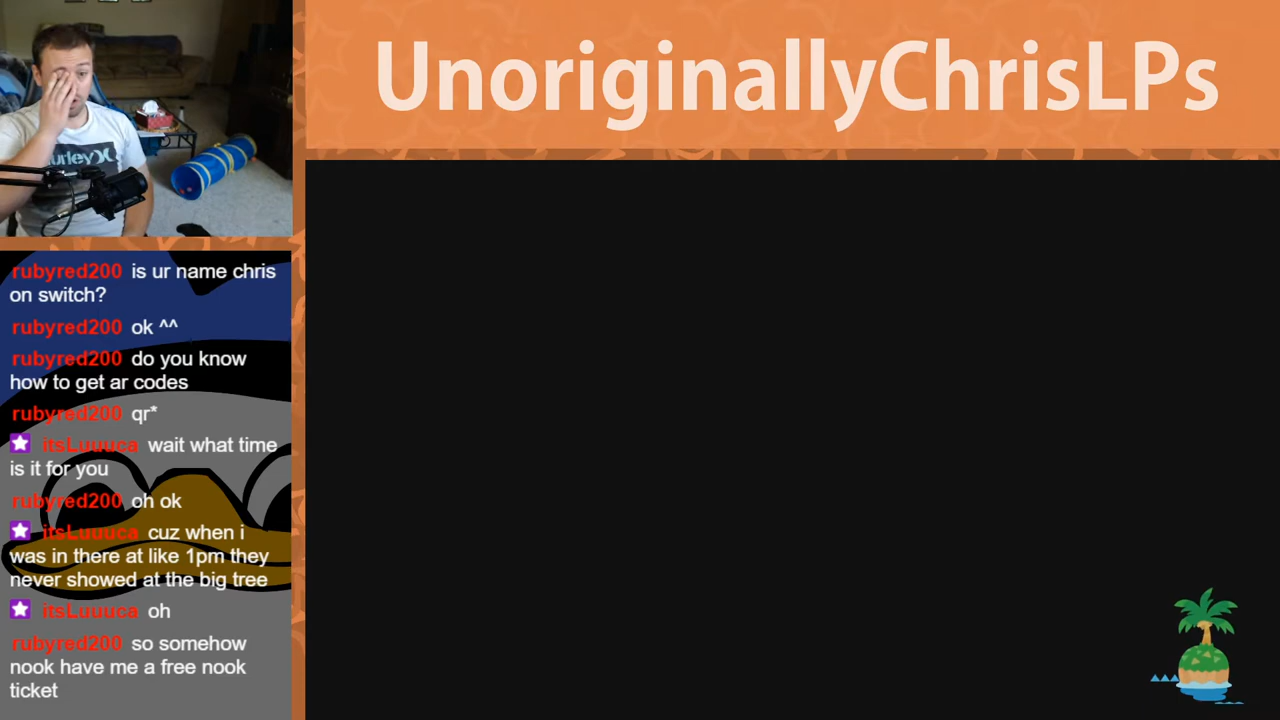 UnoriginallyChrisLPs
Hurley
rubyred200 is ur name chris
on switch?
rubyred200 ok ^^
rubyred200 do you know
how to get ar codes
rubyred200 qr*
itsLuuuca wait what time
is it for you
rubyred200 oh ok
itsLuuuca cuz when i
was in there at like 1pm they
never showed at the big tree
itsLuuuca oh
rubyred200 so somehow
nook have me a free nook
ticket